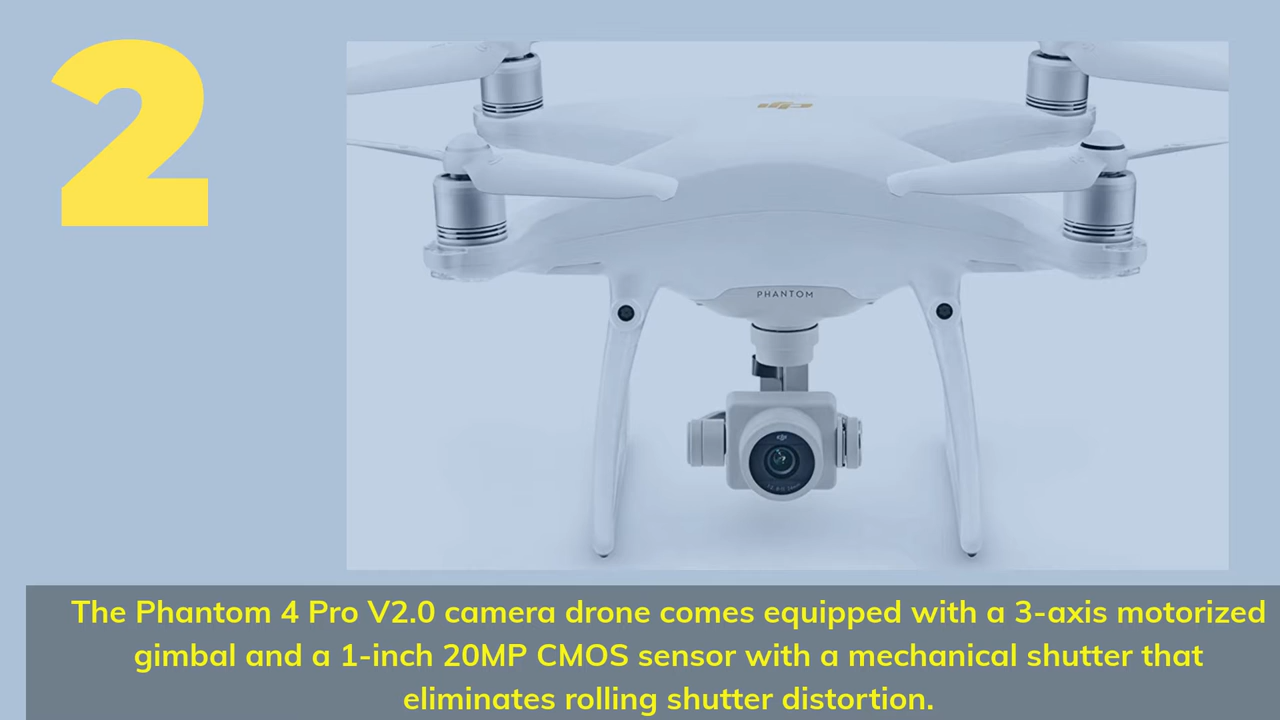 2
dji
PHANTOM
The Phantom 4 Pro V2.0 camera drone comes equipped with a 3-axis motorized
gimbal and a 1-inch 20MP CMOS sensor with a mechanical shutter that
eliminates rolling shutter distortion.